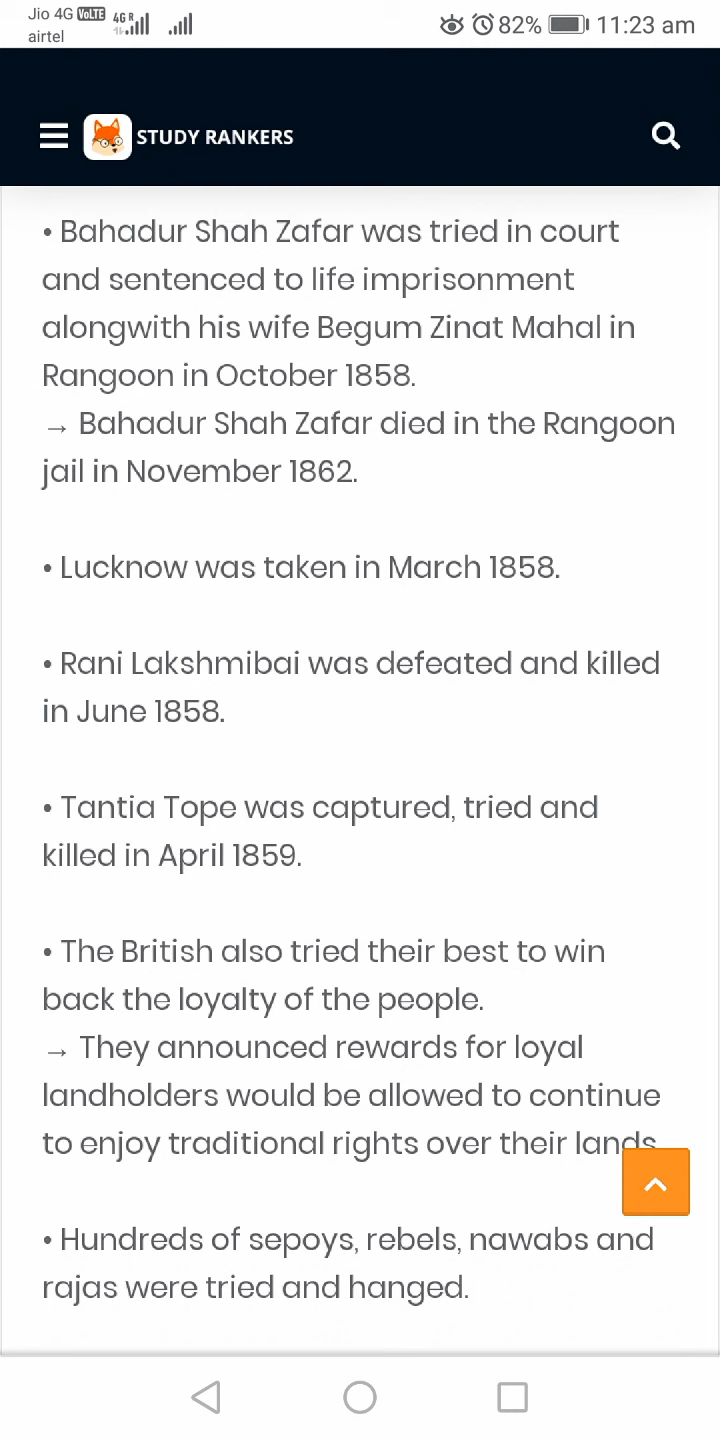 Jio 4G VoLTE 4G R 82% 11:23 am
airtel
STUDY RANKERS
• Bahadur Shah Zafar was tried in court
and sentenced to life imprisonment
alongwith his wife Begum Zinat Mahal in
Rangoon in October 1858.
→ Bahadur Shah Zafar died in the Rangoon
jail in November 1862.
• Lucknow was taken in March 1858.
• Rani Lakshmibai was defeated and killed
in June 1858.
• Tantia Tope was captured, tried and
killed in April 1859.
• The British also tried their best to win
back the loyalty of the people.
→ They announced rewards for loyal
landholders would be allowed to continue
to enjoy traditional rights over their lands
• Hundreds of sepoys, rebels, nawabs and
rajas were tried and hanged.